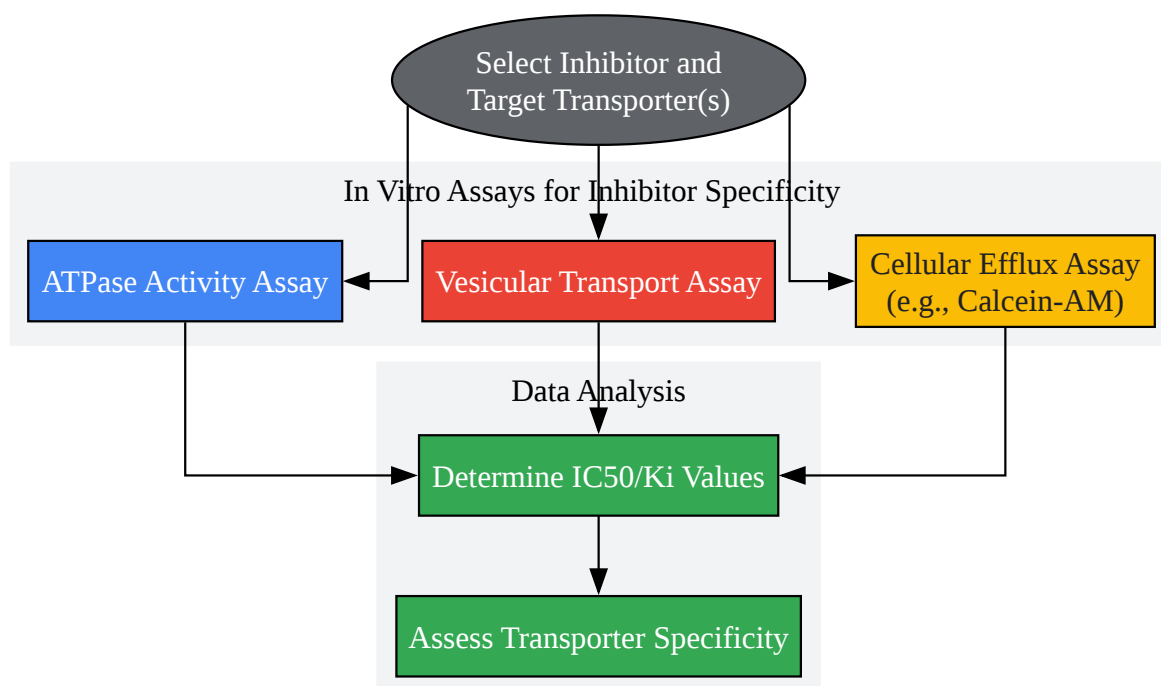 Select Inhibitor and
Target Transporter(s)
In Vitro Assays for Inhibitor Specificity
ATPase Activity Assay
Vesicular Transport Assay
Cellular Efflux Assay
(e.g., Calcein-AM)
Data Analysis
Determine IC50/Ki Values
Assess Transporter Specificity